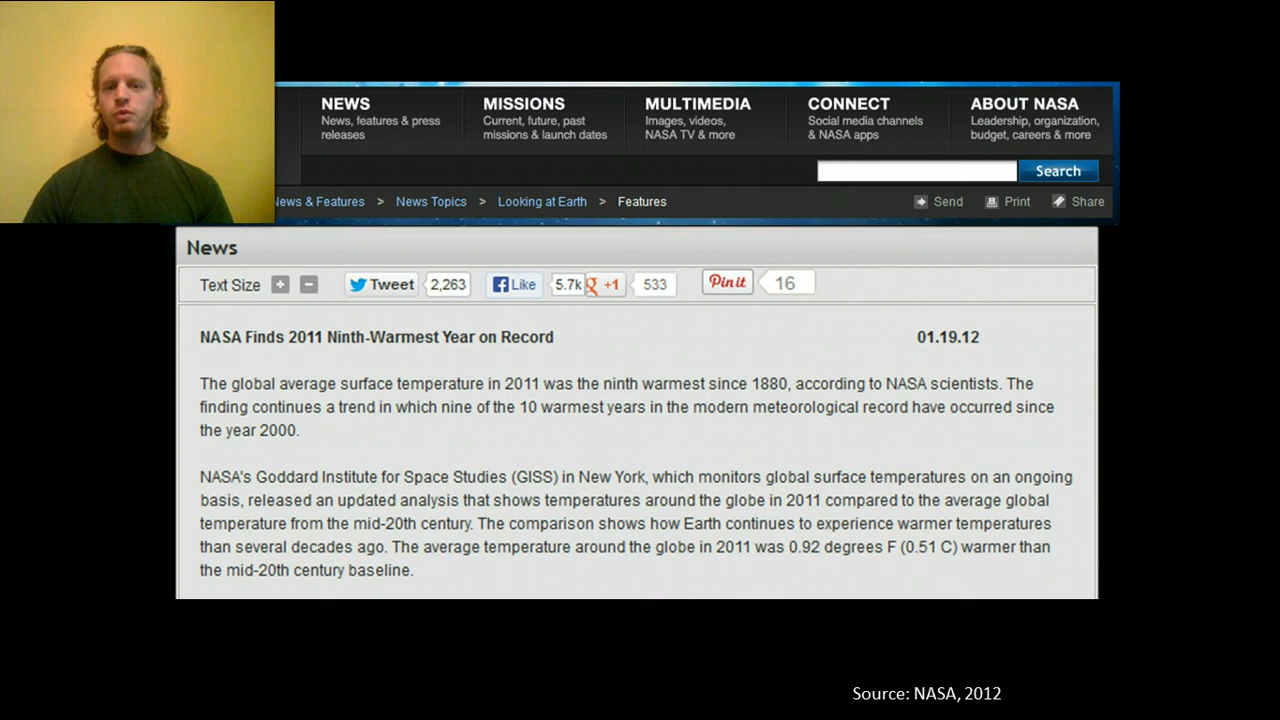 NEWS
News, features & press
releases
MISSIONS
Current, future, past
missions & launch dates
MULTIMEDIA
Images, videos,
NASA TV & more
CONNECT
Social media channels
& NASA apps
ABOUT NASA
Leadership, organization,
budget, careers & more
Search
News & Features > News Topics > Looking at Earth > Features
Send Print Share
News
Text Size + - Tweet 2,263 Like 5.7k +1 533 Pin it 16
NASA Finds 2011 Ninth-Warmest Year on Record 01.19.12
The global average surface temperature in 2011 was the ninth warmest since 1880, according to NASA scientists. The
finding continues a trend in which nine of the 10 warmest years in the modern meteorological record have occurred since
the year 2000.
NASA's Goddard Institute for Space Studies (GISS) in New York, which monitors global surface temperatures on an ongoing
basis, released an updated analysis that shows temperatures around the globe in 2011 compared to the average global
temperature from the mid-20th century. The comparison shows how Earth continues to experience warmer temperatures
than several decades ago. The average temperature around the globe in 2011 was 0.92 degrees F (0.51 C) warmer than
the mid-20th century baseline.
Source: NASA, 2012